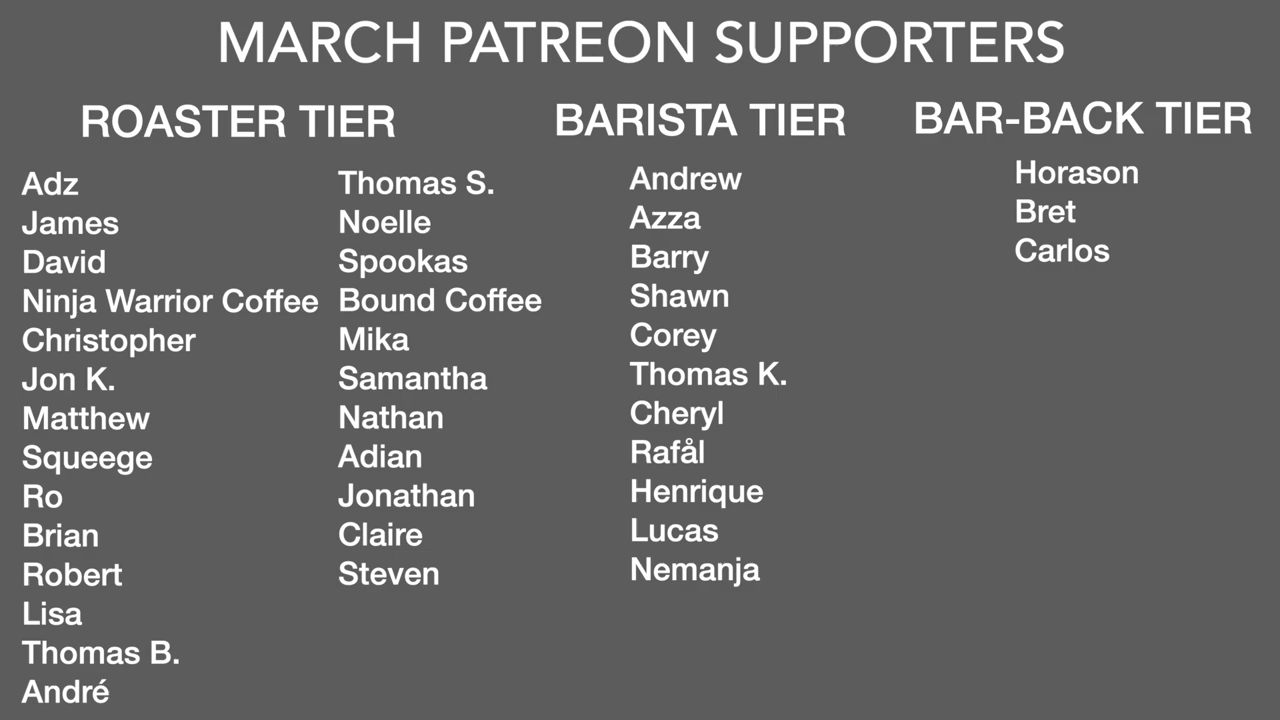 MARCH PATREON SUPPORTERS
ROASTER TIER
Adz
James
David
Ninja Warrior Coffee
Christopher
Jon K.
Matthew
Squeege
Ro
Brian
Robert
Lisa
Thomas B.
André
Thomas S.
Noelle
Spookas
Bound Coffee
Mika
Samantha
Nathan
Adian
Jonathan
Claire
Steven
BARISTA TIER
Andrew
Azza
Barry
Shawn
Corey
Thomas K.
Cheryl
Rafål
Henrique
Lucas
Nemanja
BAR-BACK TIER
Horason
Bret
Carlos